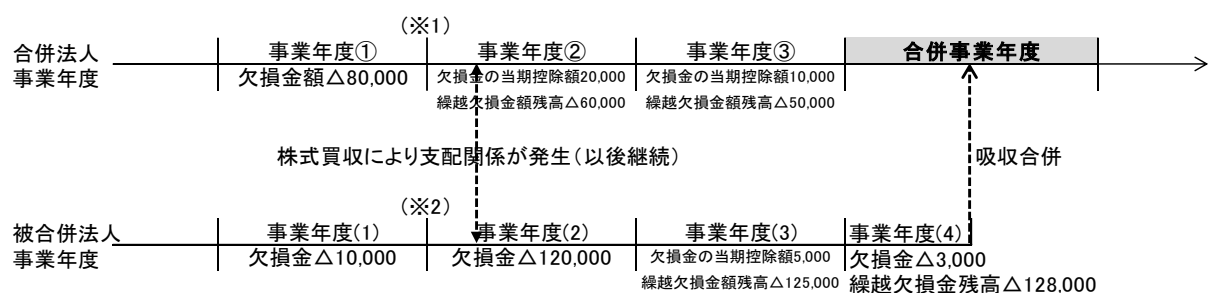 (※1)
合併法人
事業年度
事業年度① 事業年度② 事業年度③ 合併事業年度
欠損金額△80,000 欠損金の当期控除額20,000 欠損金の当期控除額10,000
繰越欠損金額残高△60,000 繰越欠損金額残高△50,000
株式買収により支配関係が発生(以後継続) 吸収合併
(※2)
被合併法人
事業年度
事業年度(1) 事業年度(2) 事業年度(3) 事業年度(4)
欠損金△10,000 欠損金△120,000 欠損金の当期控除額5,000 欠損金△3,000
繰越欠損金額残高△125,000 繰越欠損金残高△128,000